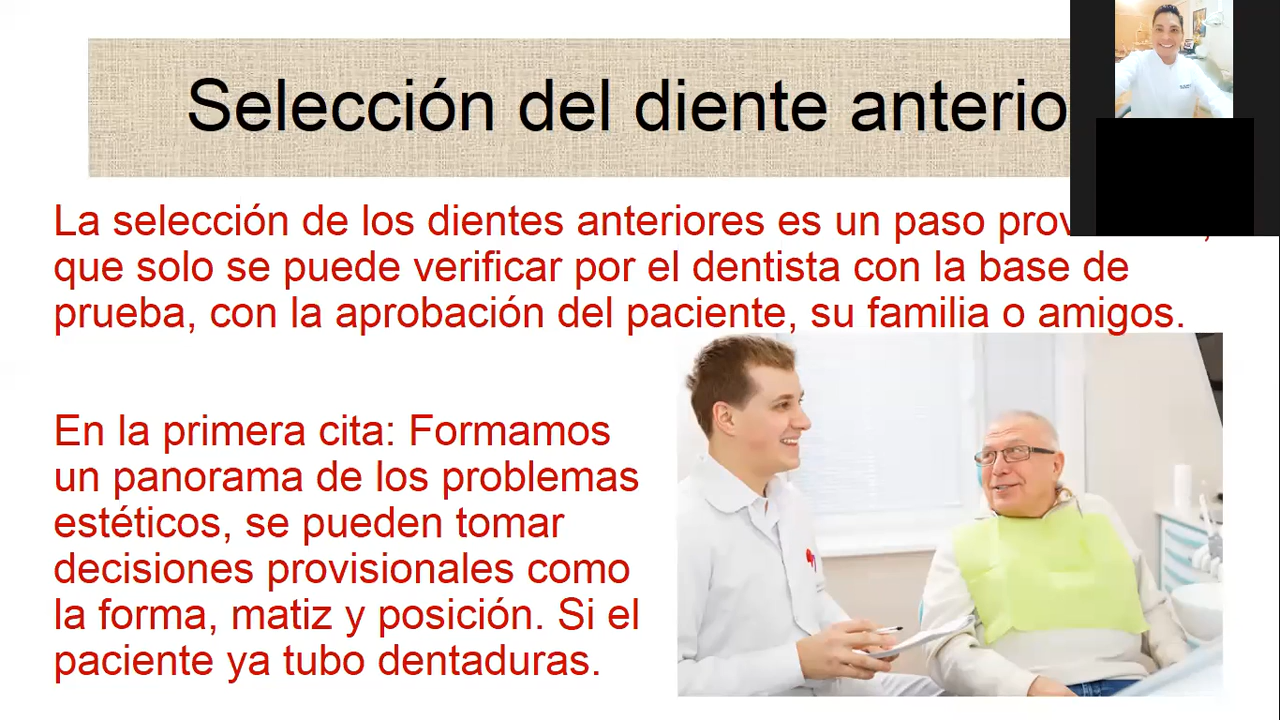 Selección del diente anterio
La selección de los dientes anteriores es un paso
que solo se puede verificar por el dentista con la base de
prueba, con la aprobación del paciente, su familia o amigos.
En la primera cita: Formamos
un panorama de los problemas
estéticos, se pueden tomar
decisiones provisionales como
la forma, matiz y posición. Si el
paciente ya tubo dentaduras.